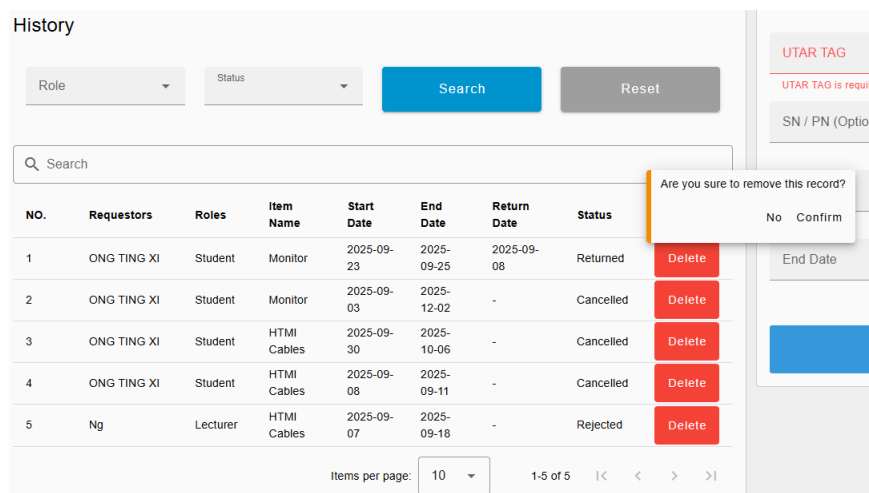 History
Role
Status
Search
Reset
Search
NO. Requestors Roles Item Name Start Date End Date Return Date Status
1 ONG TING XI Student Monitor 2025-09-23 2025-09-25 2025-09-08 Returned Delete
2 ONG TING XI Student Monitor 2025-09-03 2025-12-02 - Cancelled Delete
3 ONG TING XI Student HTMI Cables 2025-09-30 2025-10-06 - Cancelled Delete
4 ONG TING XI Student HTMI Cables 2025-09-08 2025-09-11 - Cancelled Delete
5 Ng Lecturer HTMI Cables 2025-09-07 2025-09-18 - Rejected Delete
Items per page: 10 1-5 of 5
UTAR TAG
UTAR TAG is requi
SN / PN (Optio
Are you sure to remove this record?
No Confirm
End Date